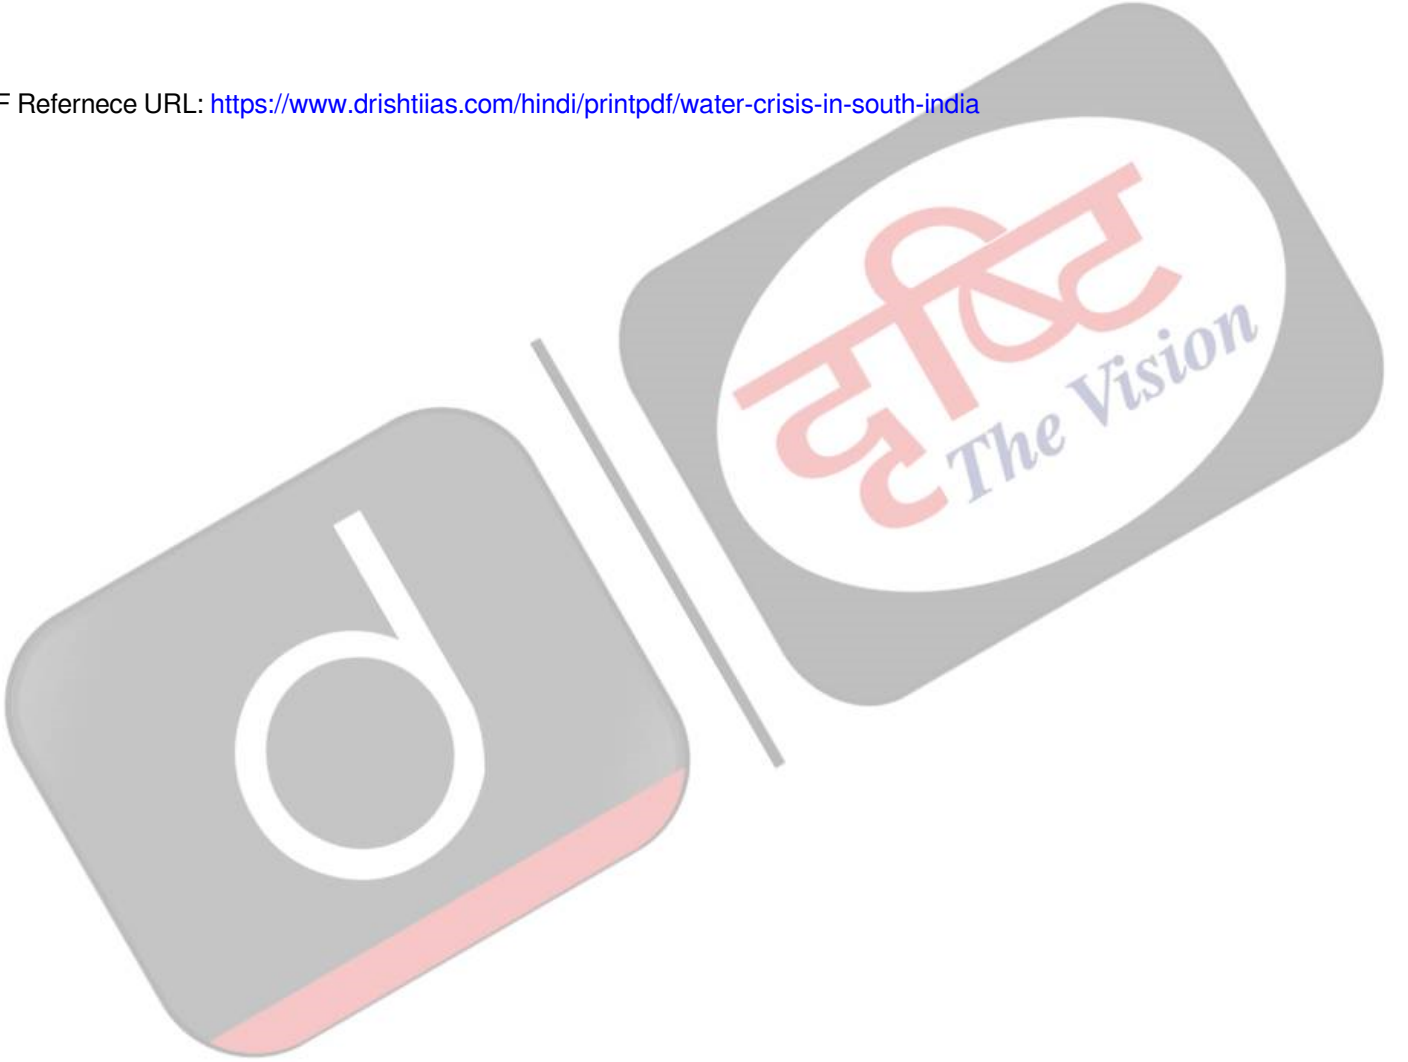 F Refernece URL: https://www.drishtiias.com/hindi/printpdf/water-crisis-in-south-india
दृष्टि
The Vision
d